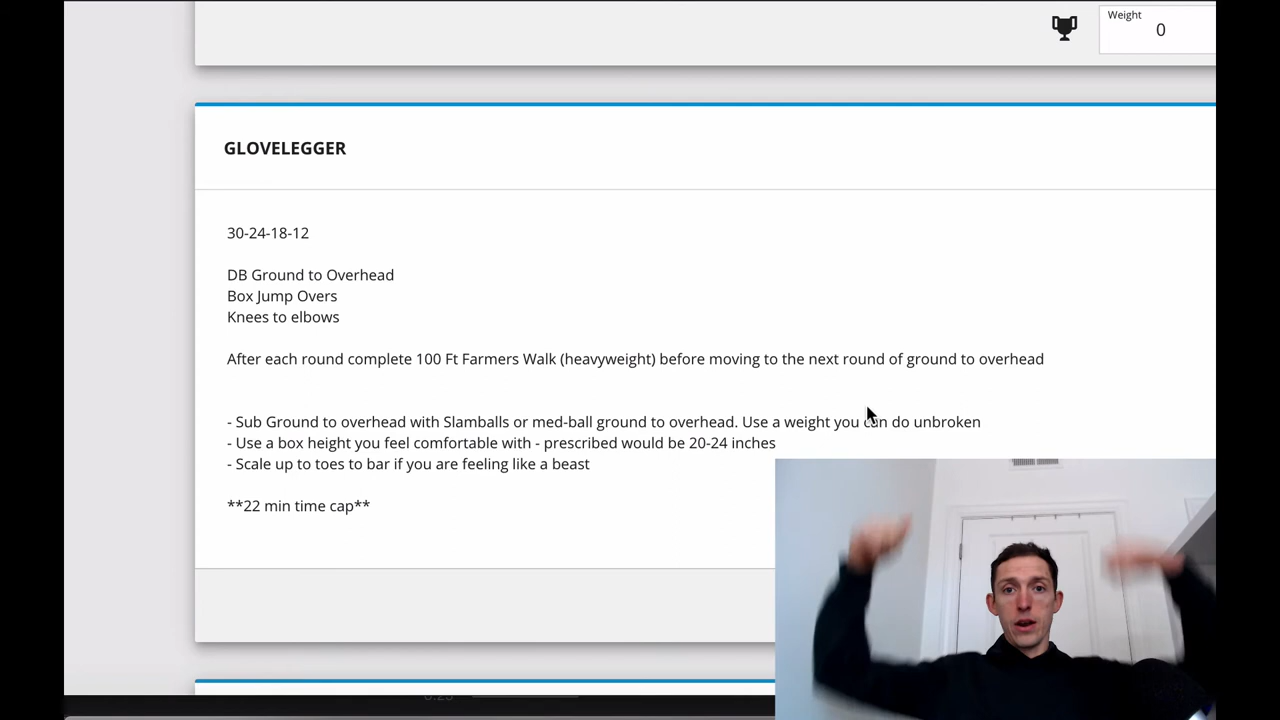 Weight
0
GLOVELEGGER
30-24-18-12
DB Ground to Overhead
Box Jump Overs
Knees to elbows
After each round complete 100 Ft Farmers Walk (heavyweight) before moving to the next round of ground to overhead
- Sub Ground to overhead with Slamballs or med-ball ground to overhead. Use a weight you can do unbroken
- Use a box height you feel comfortable with - prescribed would be 20-24 inches
- Scale up to toes to bar if you are feeling like a beast
**22 min time cap**